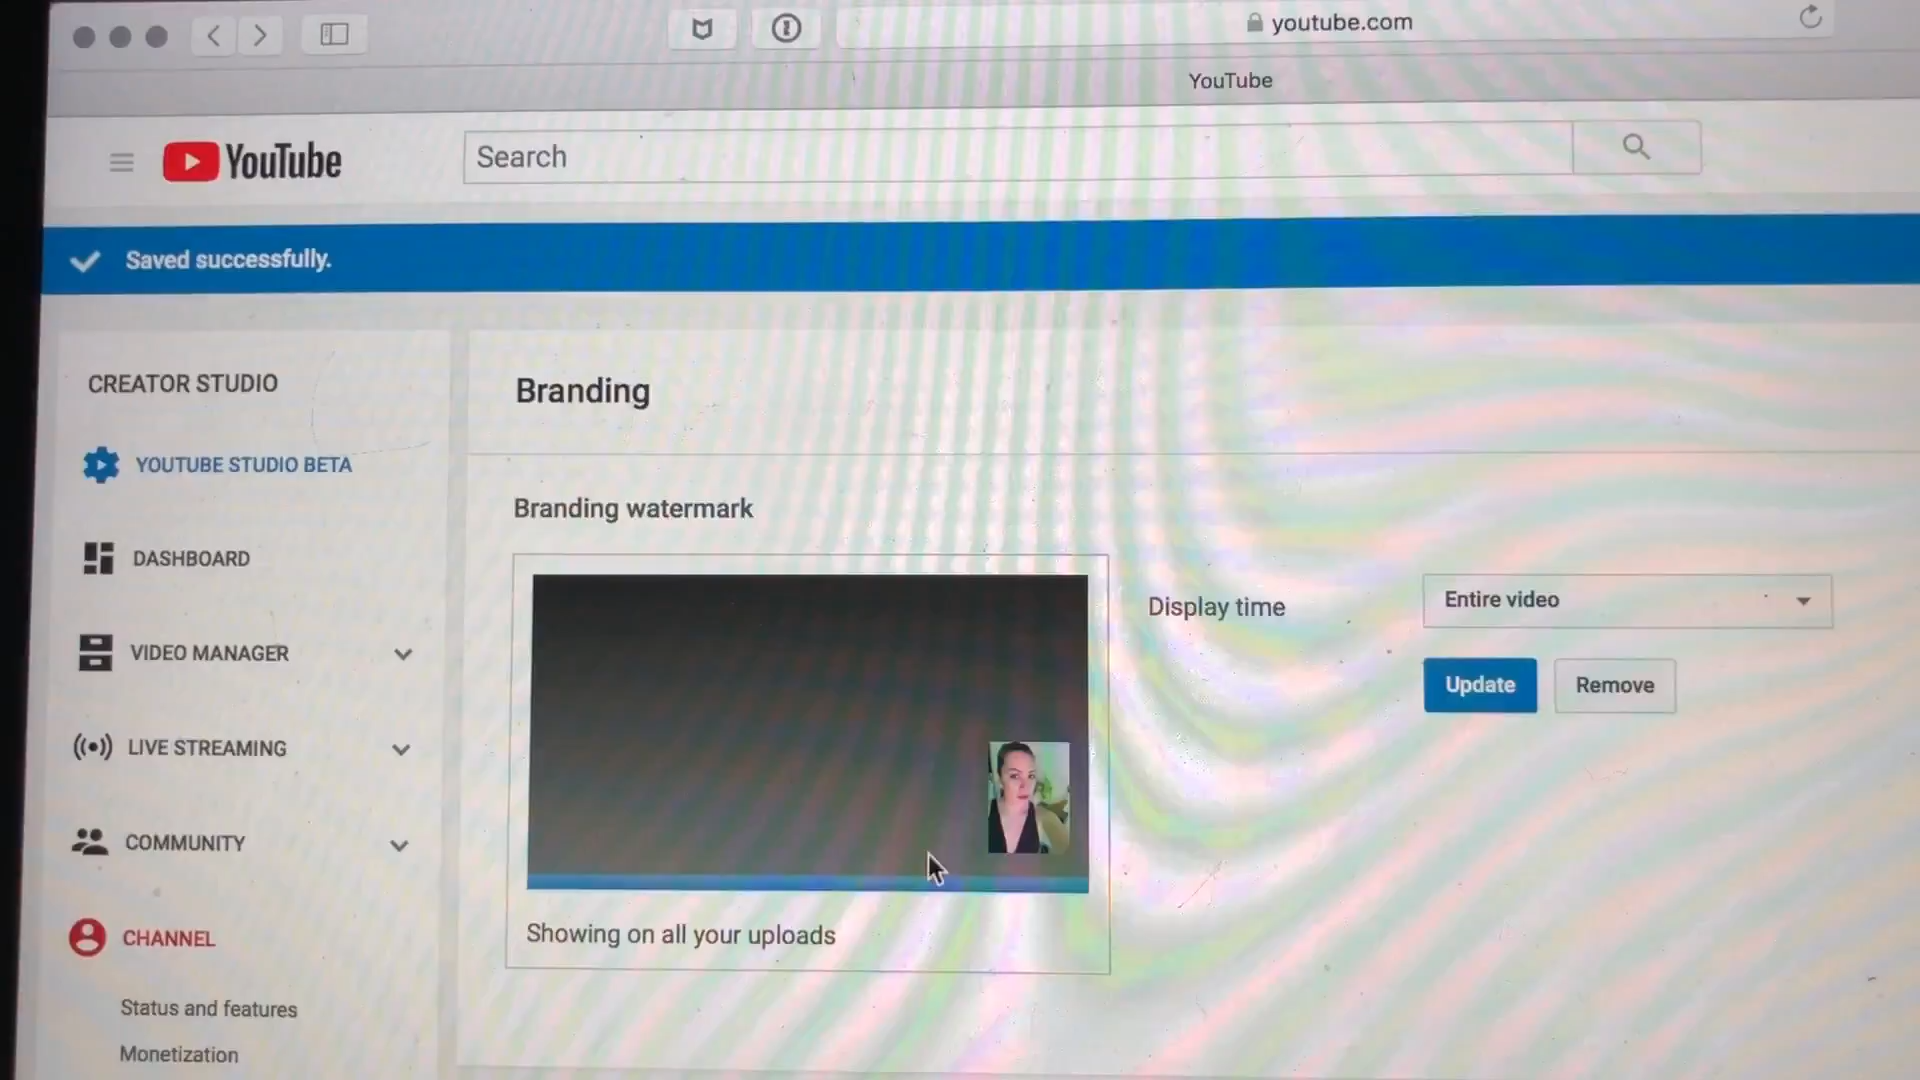 youtube.com
YouTube
YouTube
Search
Saved successfully.
CREATOR STUDIO
YOUTUBE STUDIO BETA
DASHBOARD
VIDEO MANAGER
LIVE STREAMING
COMMUNITY
CHANNEL
Status and features
Monetization
Branding
Branding watermark
Display time
Entire video
Update
Remove
Showing on all your uploads